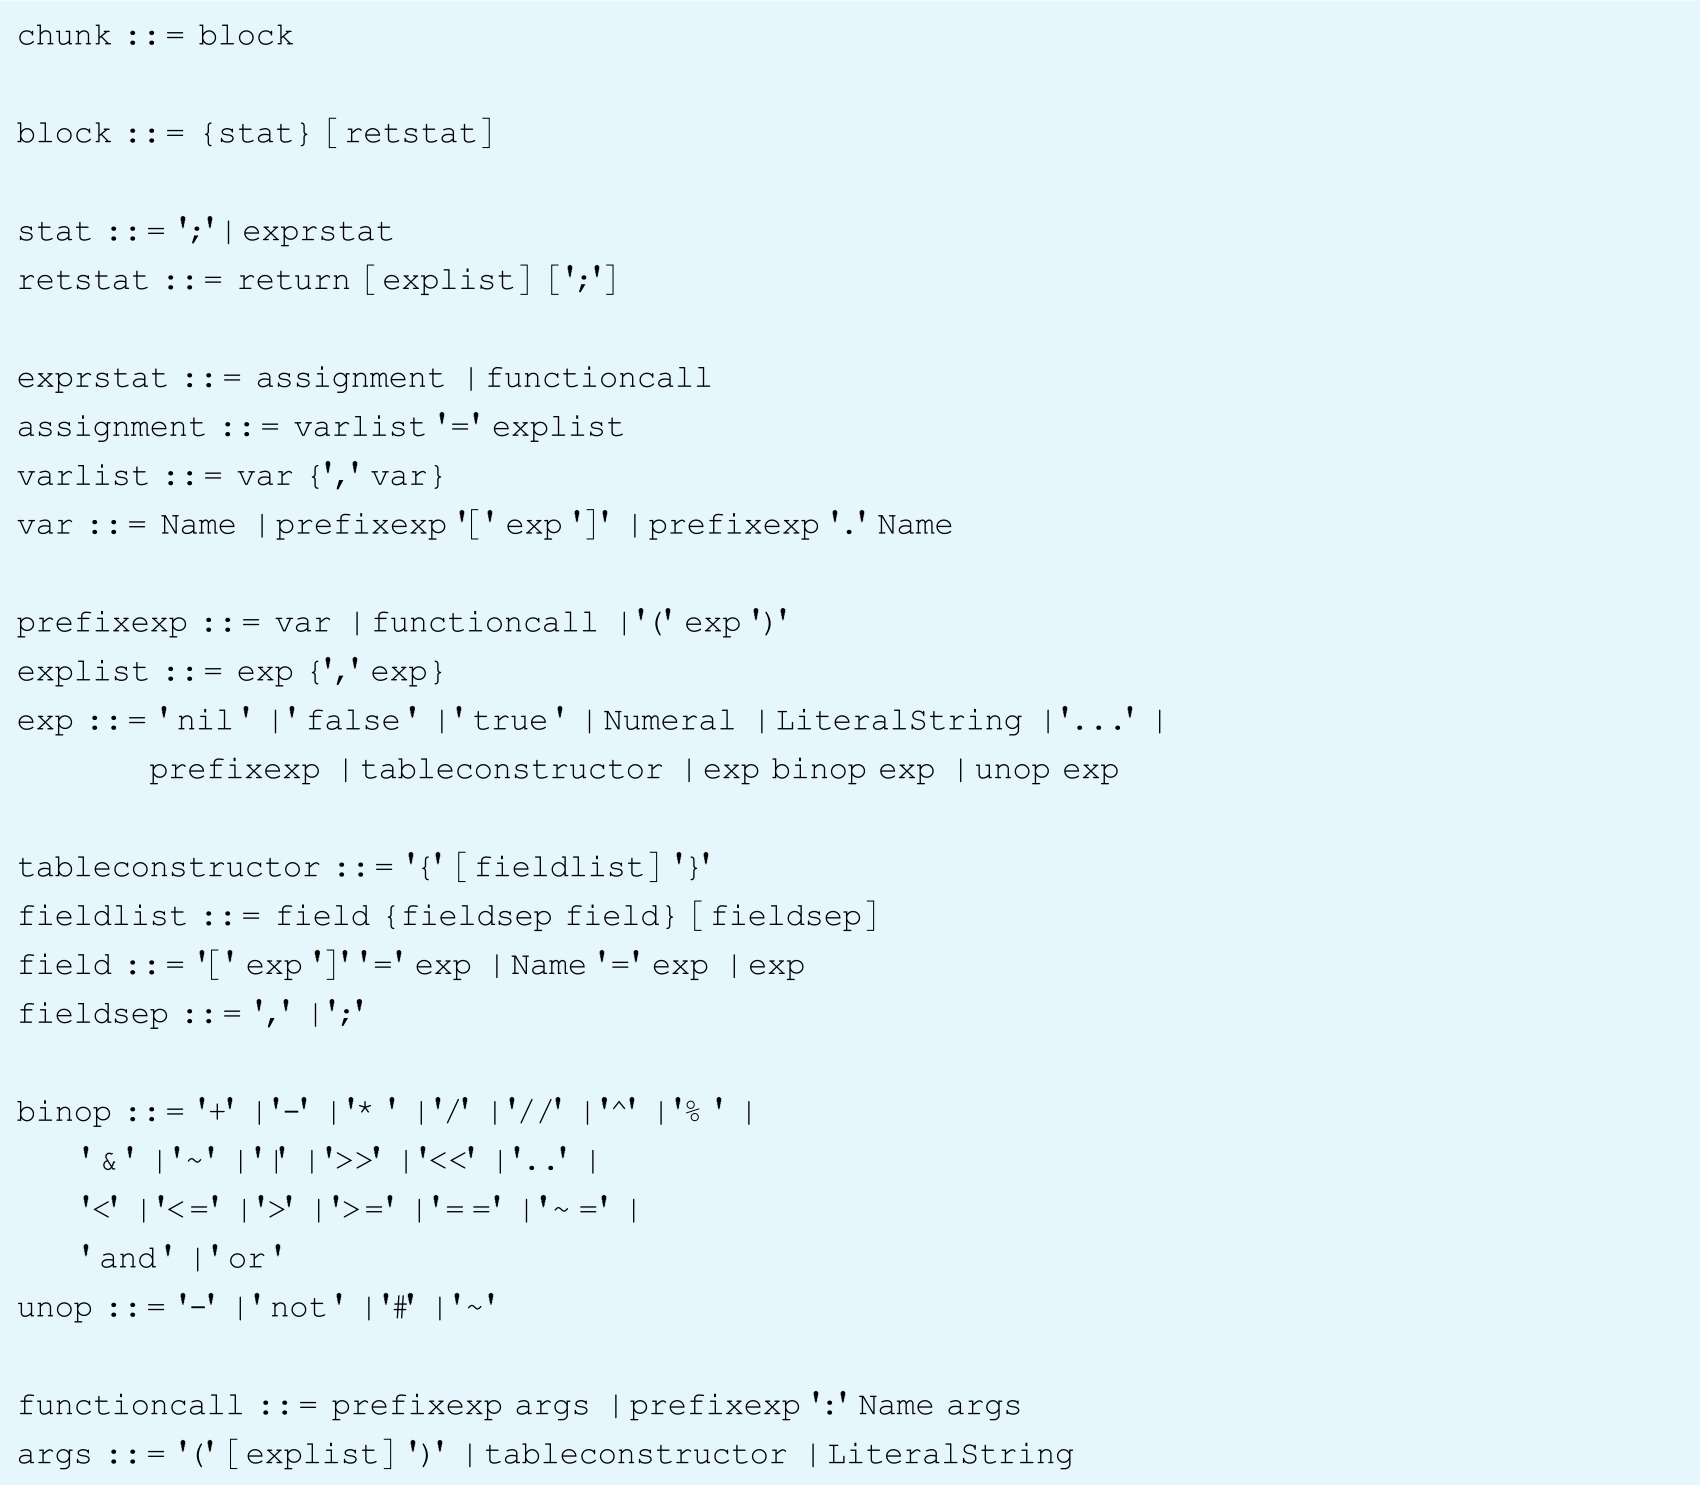 chunk ::= block
block ::= {stat} [retstat]
stat ::= ';' | exprstat
retstat ::= return [explist] [';']
exprstat ::= assignment | functioncall
assignment ::= varlist '=' explist
varlist ::= var {',' var}
var ::= Name | prefixexp '[' exp ']' | prefixexp '.' Name
prefixexp ::= var | functioncall | '(' exp ')'
explist ::= exp {',' exp}
exp ::= 'nil' | 'false' | 'true' | Numeral | LiteralString | '...' |
prefixexp | tableconstructor | exp binop exp | unop exp
tableconstructor ::= '{' [fieldlist] '}'
fieldlist ::= field {fieldsep field} [fieldsep]
field ::= '[' exp ']' '=' exp | Name '=' exp | exp
fieldsep ::= ',' | ';'
binop ::= '+' | '-' | '*' | '/' | '//' | '^' | '%' |
'&' | '~' | '|' | '>>' | '<<' | '..' |
'<' | '<=' | '>' | '>=' | '==' | '~=' |
'and' | 'or'
unop ::= '-' | 'not' | '#' | '~'
functioncall ::= prefixexp args | prefixexp ':' Name args
args ::= '(' [explist] ')' | tableconstructor | LiteralString